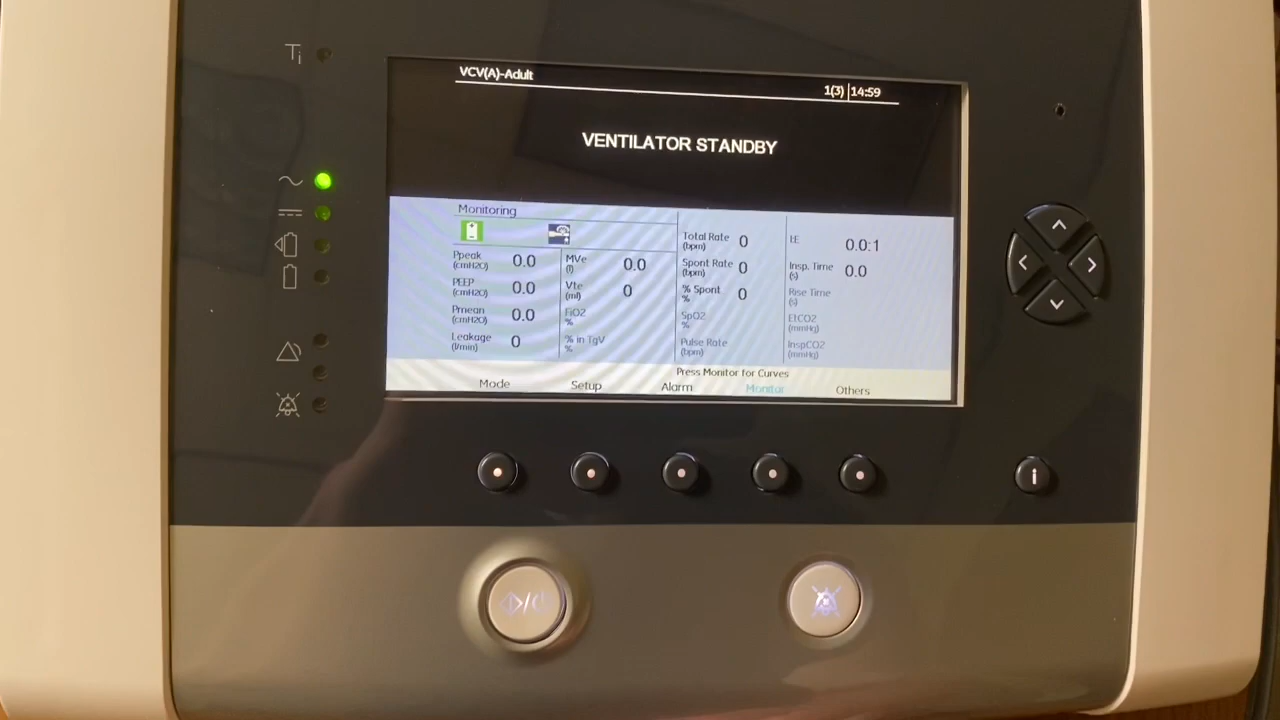 Ti
VCV(A)-Adult
1(3) | 14:59
VENTILATOR STANDBY
Monitoring
Ppeak
(cmH2O)
0.0
PEEP
(cmH2O)
0.0
Pmean
(cmH2O)
0.0
Leakage
(l/min)
0
MVe
(l)
0.0
Vte
(ml)
0
FiO2
%
% in TgV
%
Total Rate
(bpm)
0
Spont Rate
(bpm)
0
% Spont
%
0
SpO2
%
Pulse Rate
(bpm)
I:E
0.0:1
Insp. Time
(s)
0.0
Rise Time
(s)
EtCO2
(mmHg)
InspCO2
(mmHg)
Press Monitor for Curves
Mode Setup Alarm Monitor Others
i